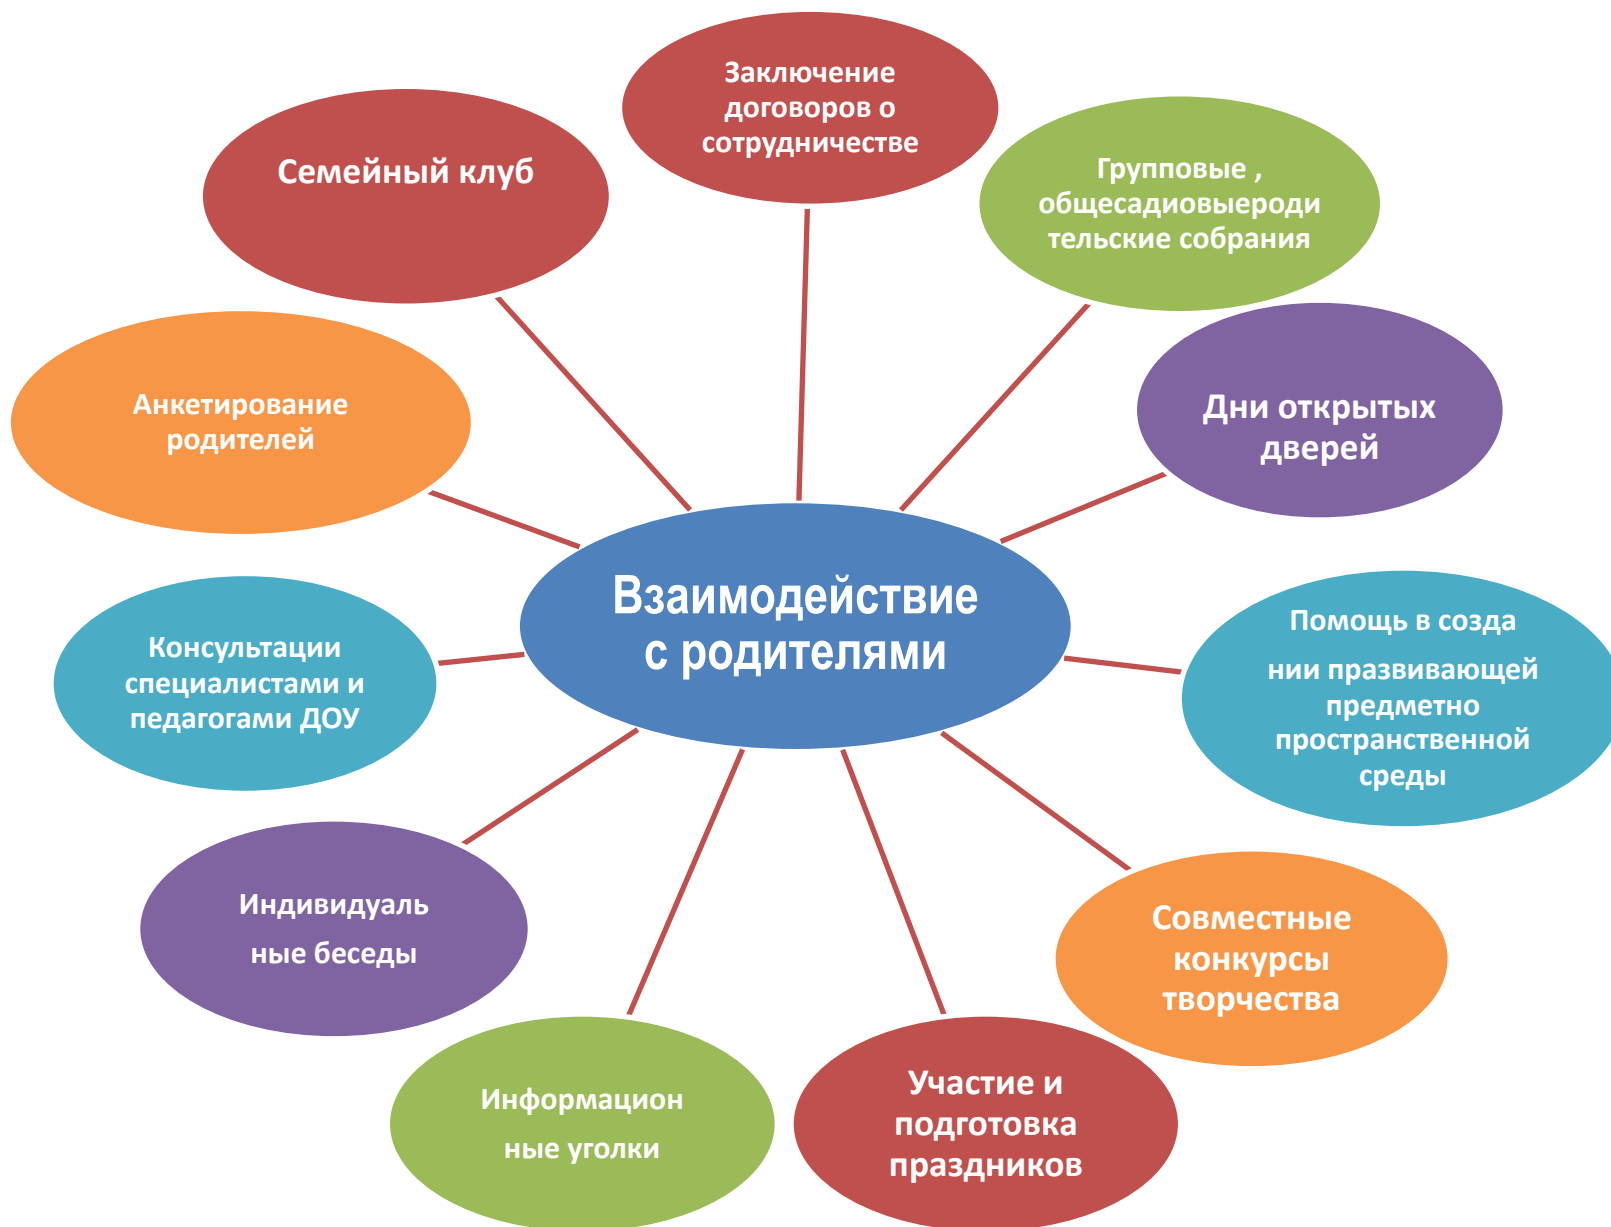 Заключение
договоров о
сотрудничестве
Семейный клуб
Групповые ,
общесадиовыероди
тельские собрания
Анкетирование
родителей
Дни открытых
дверей
Взаимодействие
с родителями
Консультации
специалистами и
педагогами ДОУ
Помощь в созда
нии празвивающей
предметно
пространственной
среды
Индивидуаль
ные беседы
Совместные
конкурсы
творчества
Информацион
ные уголки
Участие и
подготовка
праздников